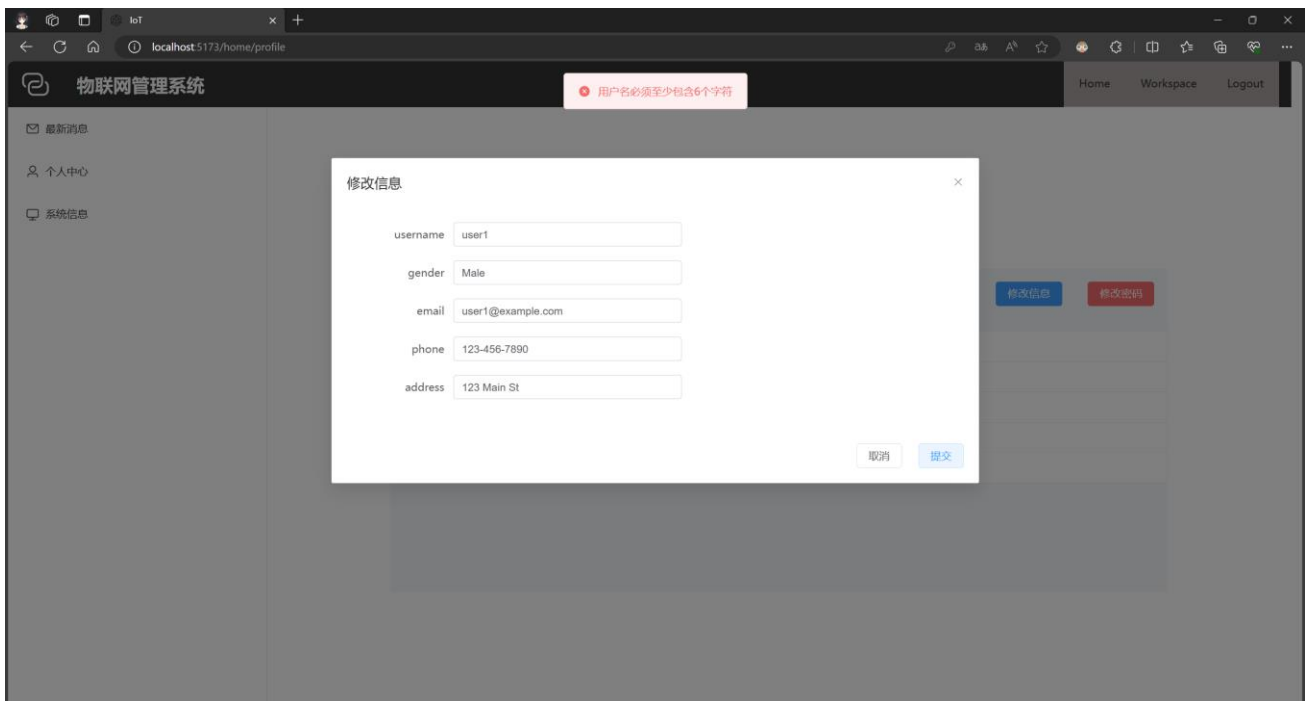 IoT
localhost:5173/home/profile
物联网管理系统
用户名必须至少包含6个字符
Home Workspace Logout
最新消息
个人中心
系统信息
修改信息
username user1
gender Male
email user1@example.com
phone 123-456-7890
address 123 Main St
取消 提交
修改信息 修改密码